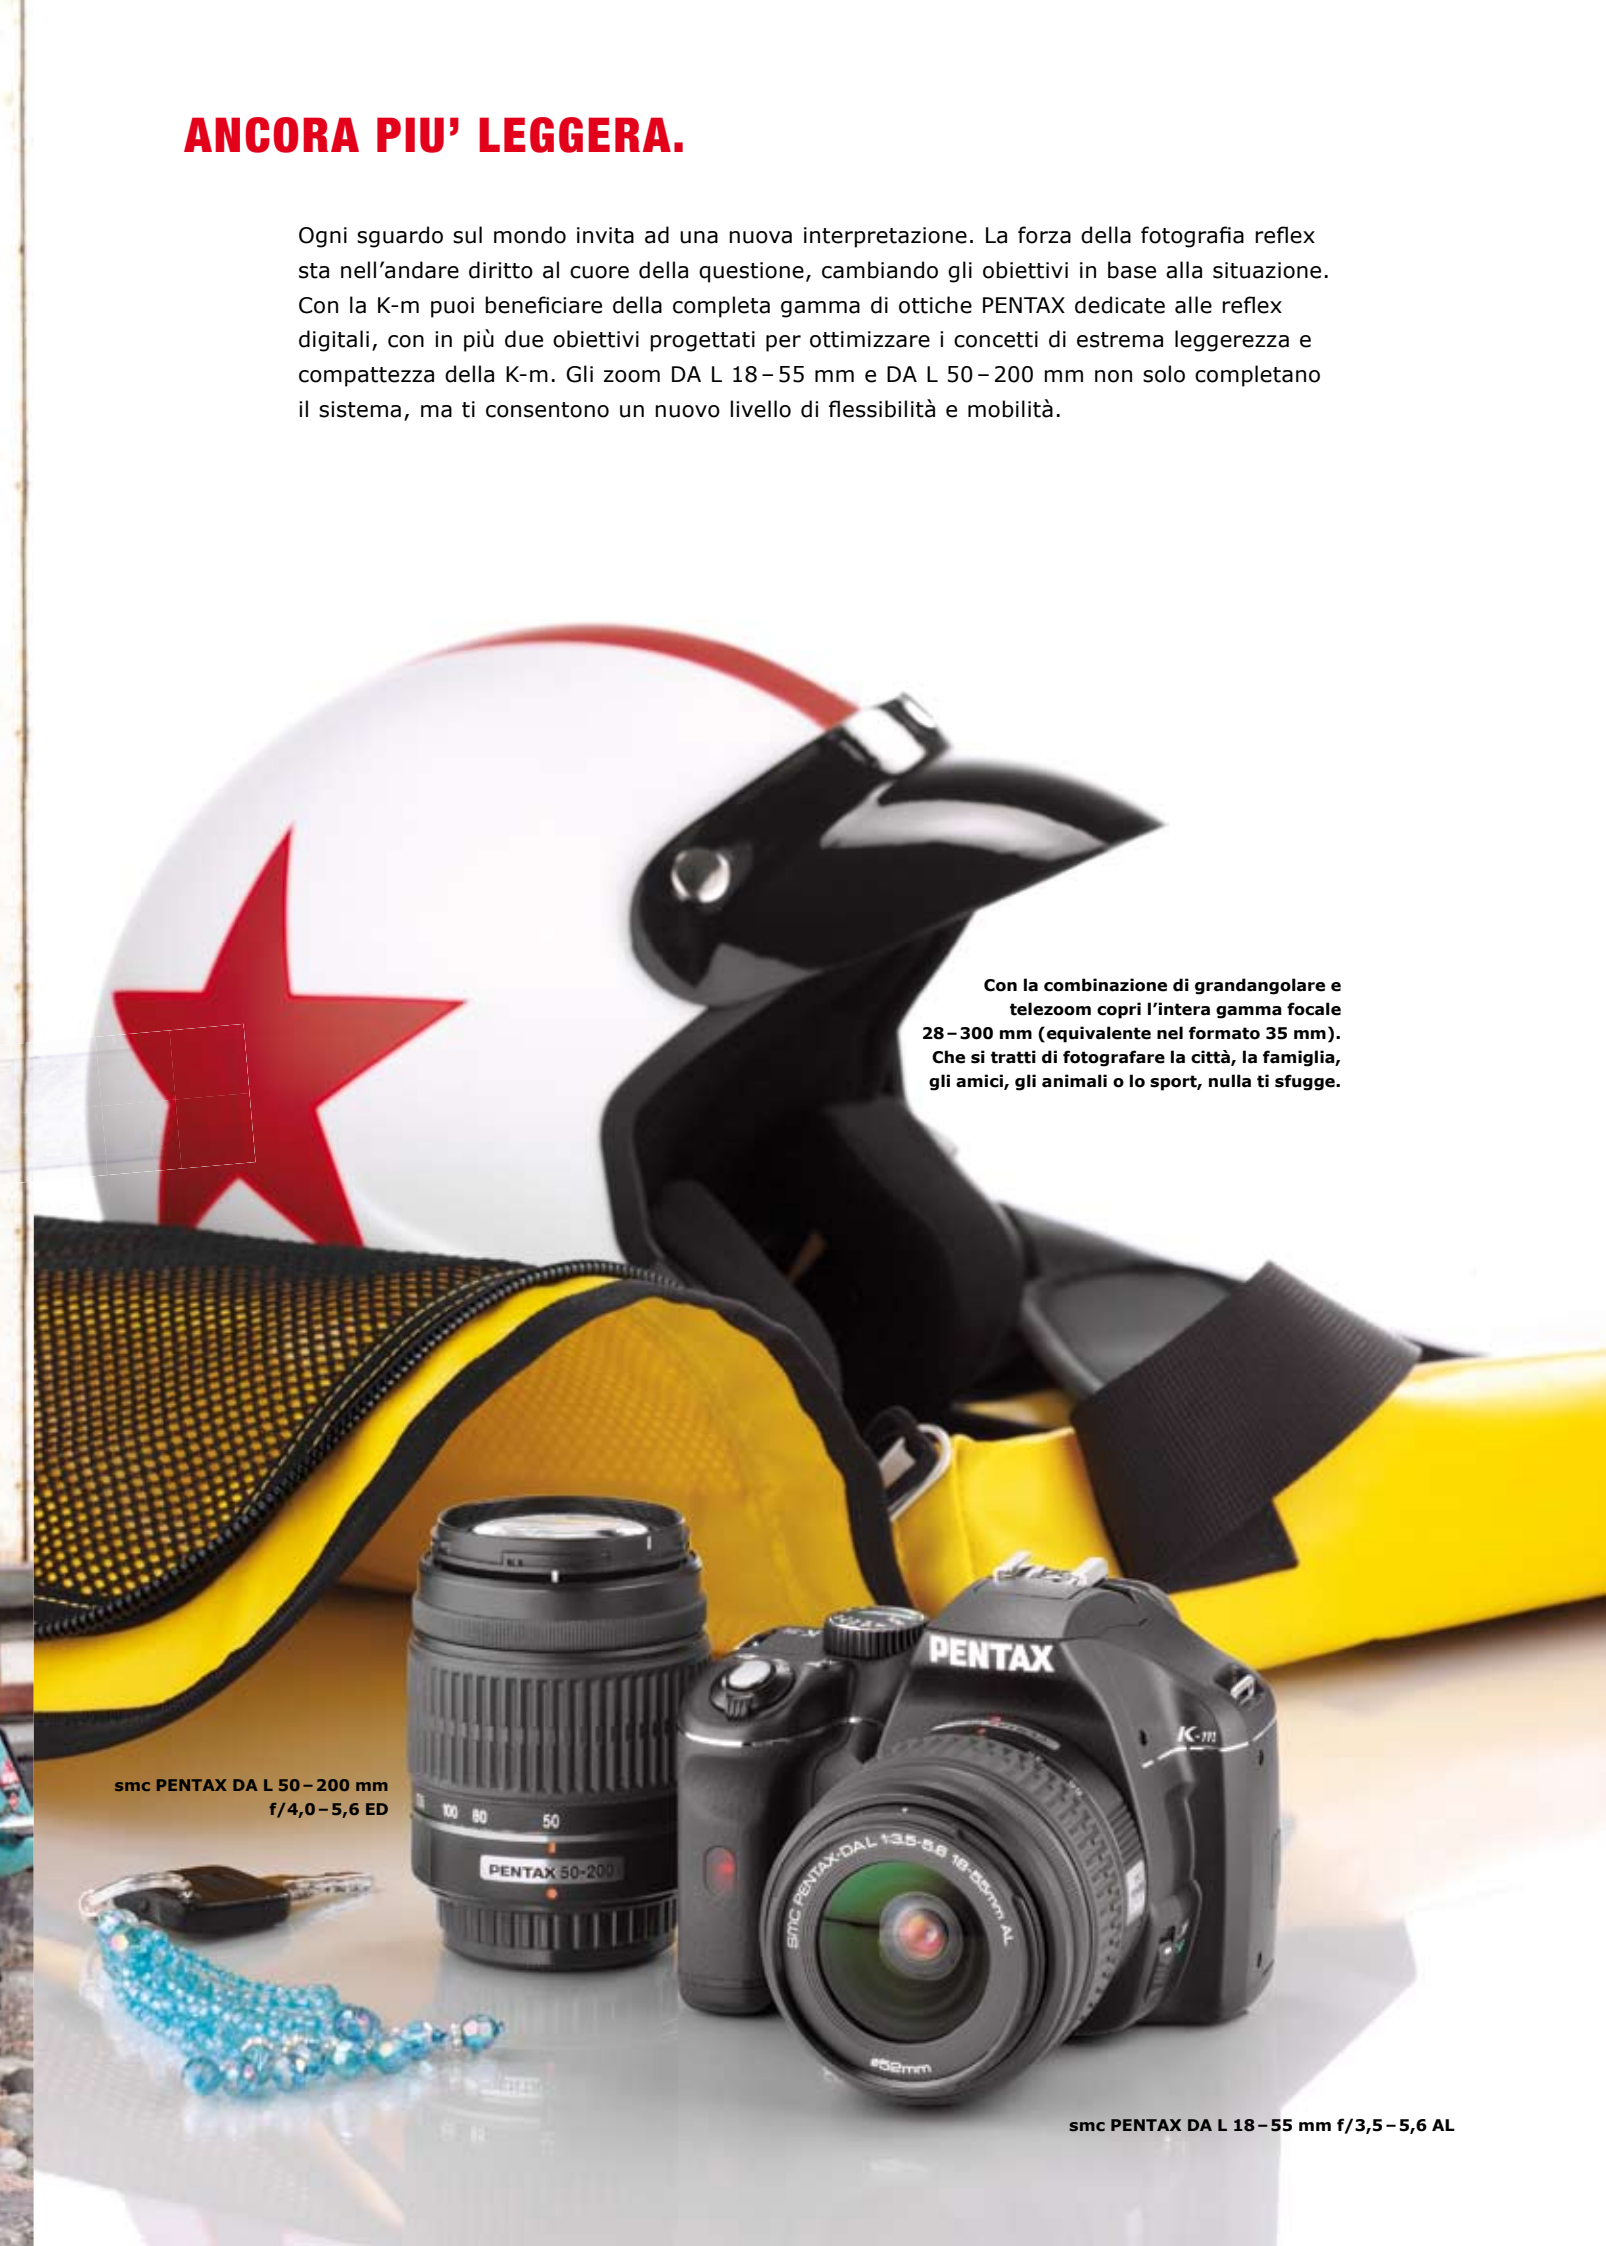 ANCORA PIU’ LEGGERA.
Ogni sguardo sul mondo invita ad una nuova interpretazione. La forza della fotografia reflex
sta nell’andare diritto al cuore della questione, cambiando gli obiettivi in base alla situazione.
Con la K-m puoi beneficiare della completa gamma di ottiche PENTAX dedicate alle reflex
digitali, con in più due obiettivi progettati per ottimizzare i concetti di estrema leggerezza e
compattezza della K-m. Gli zoom DA L 18–55 mm e DA L 50–200 mm non solo completano
il sistema, ma ti consentono un nuovo livello di flessibilità e mobilità.
Con la combinazione di grandangolare e
telezoom copri l’intera gamma focale
28–300 mm (equivalente nel formato 35 mm).
Che si tratti di fotografare la città, la famiglia,
gli amici, gli animali o lo sport, nulla ti sfugge.
PENTAX
K-m
smc PENTAX DA L 50–200 mm
f/4,0–5,6 ED
100 80 50
PENTAX 50-200
smc PENTAX-DA L 1:3.5-5.6 18-55mm AL
ø52mm
smc PENTAX DA L 18–55 mm f/3,5–5,6 AL